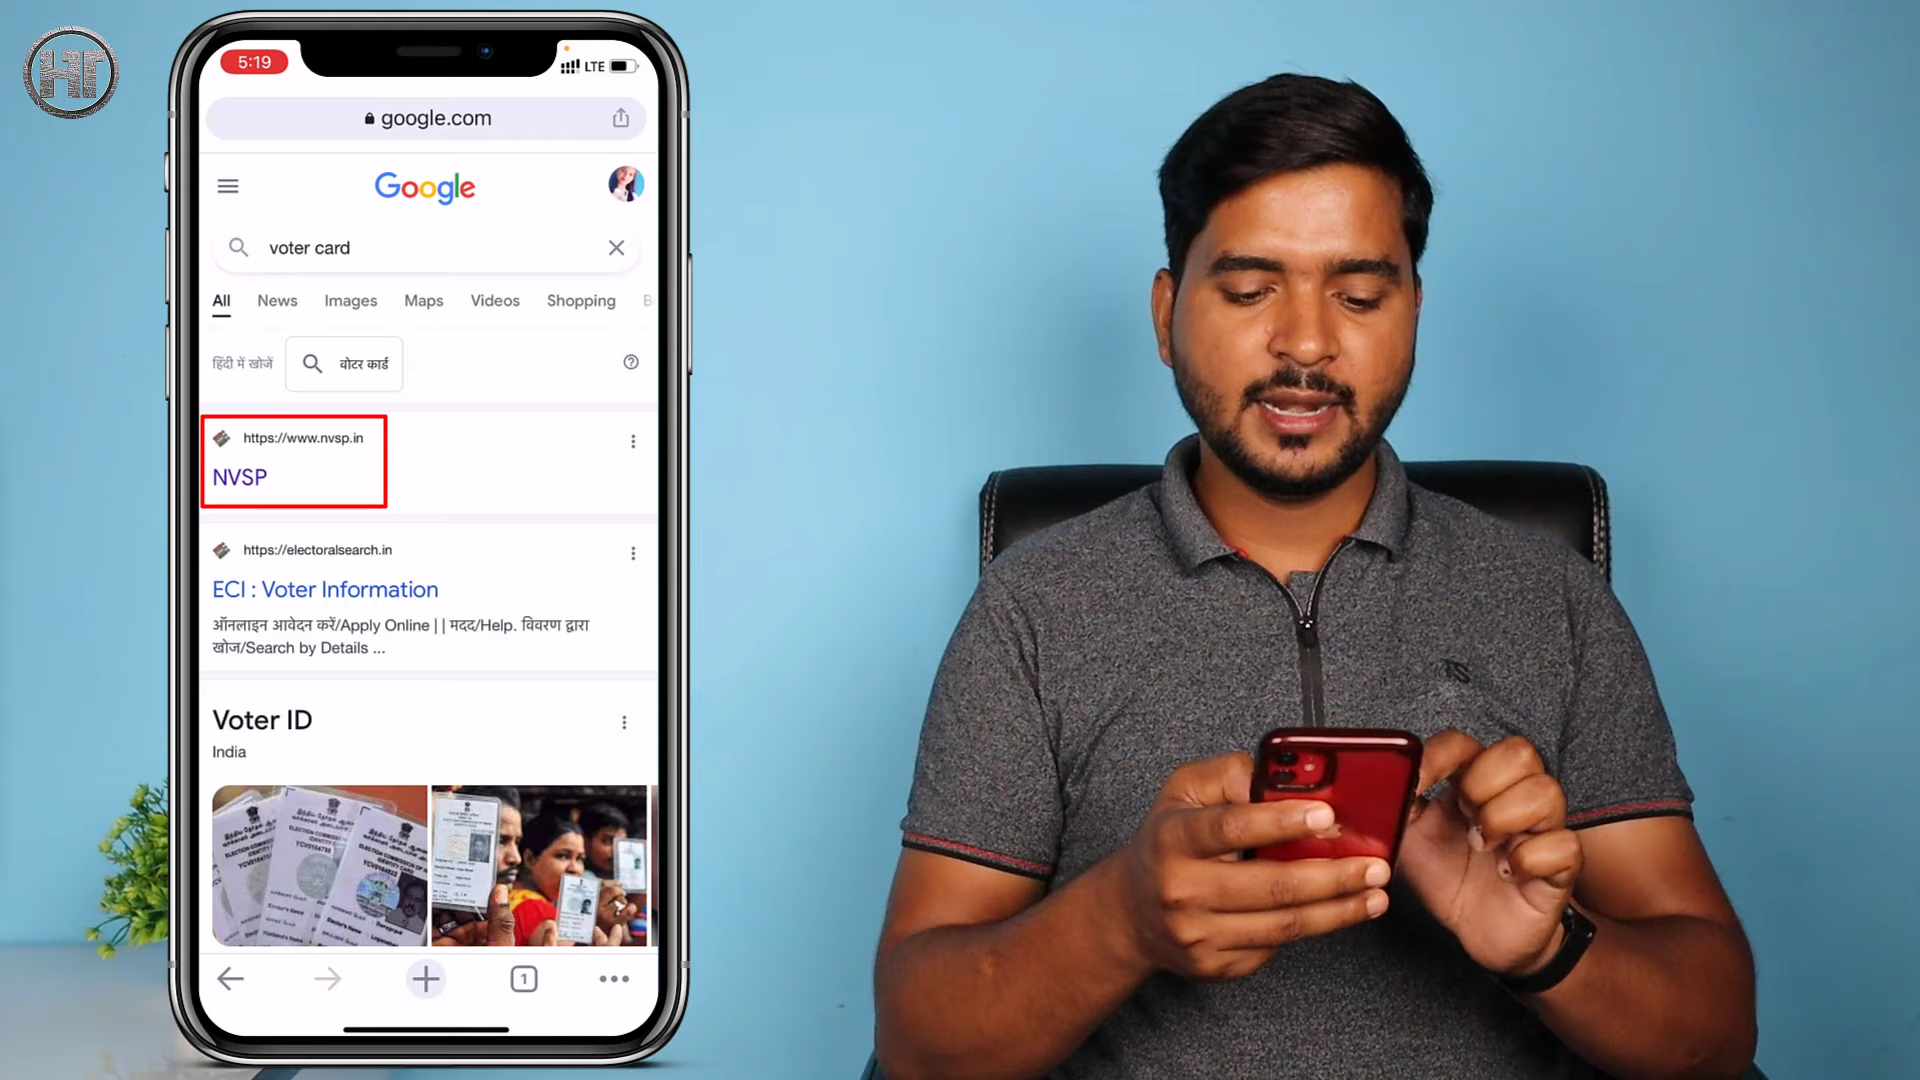 HT
5:19
LTE
google.com
Google
voter card
All News Images Maps Videos Shopping
हिंदी में खोजें वोटर कार्ड
https://www.nvsp.in
NVSP
https://electoralsearch.in
ECI : Voter Information
ऑनलाइन आवेदन करें/Apply Online | | मदद/Help. विवरण द्वारा
खोज/Search by Details ...
Voter ID
India
1